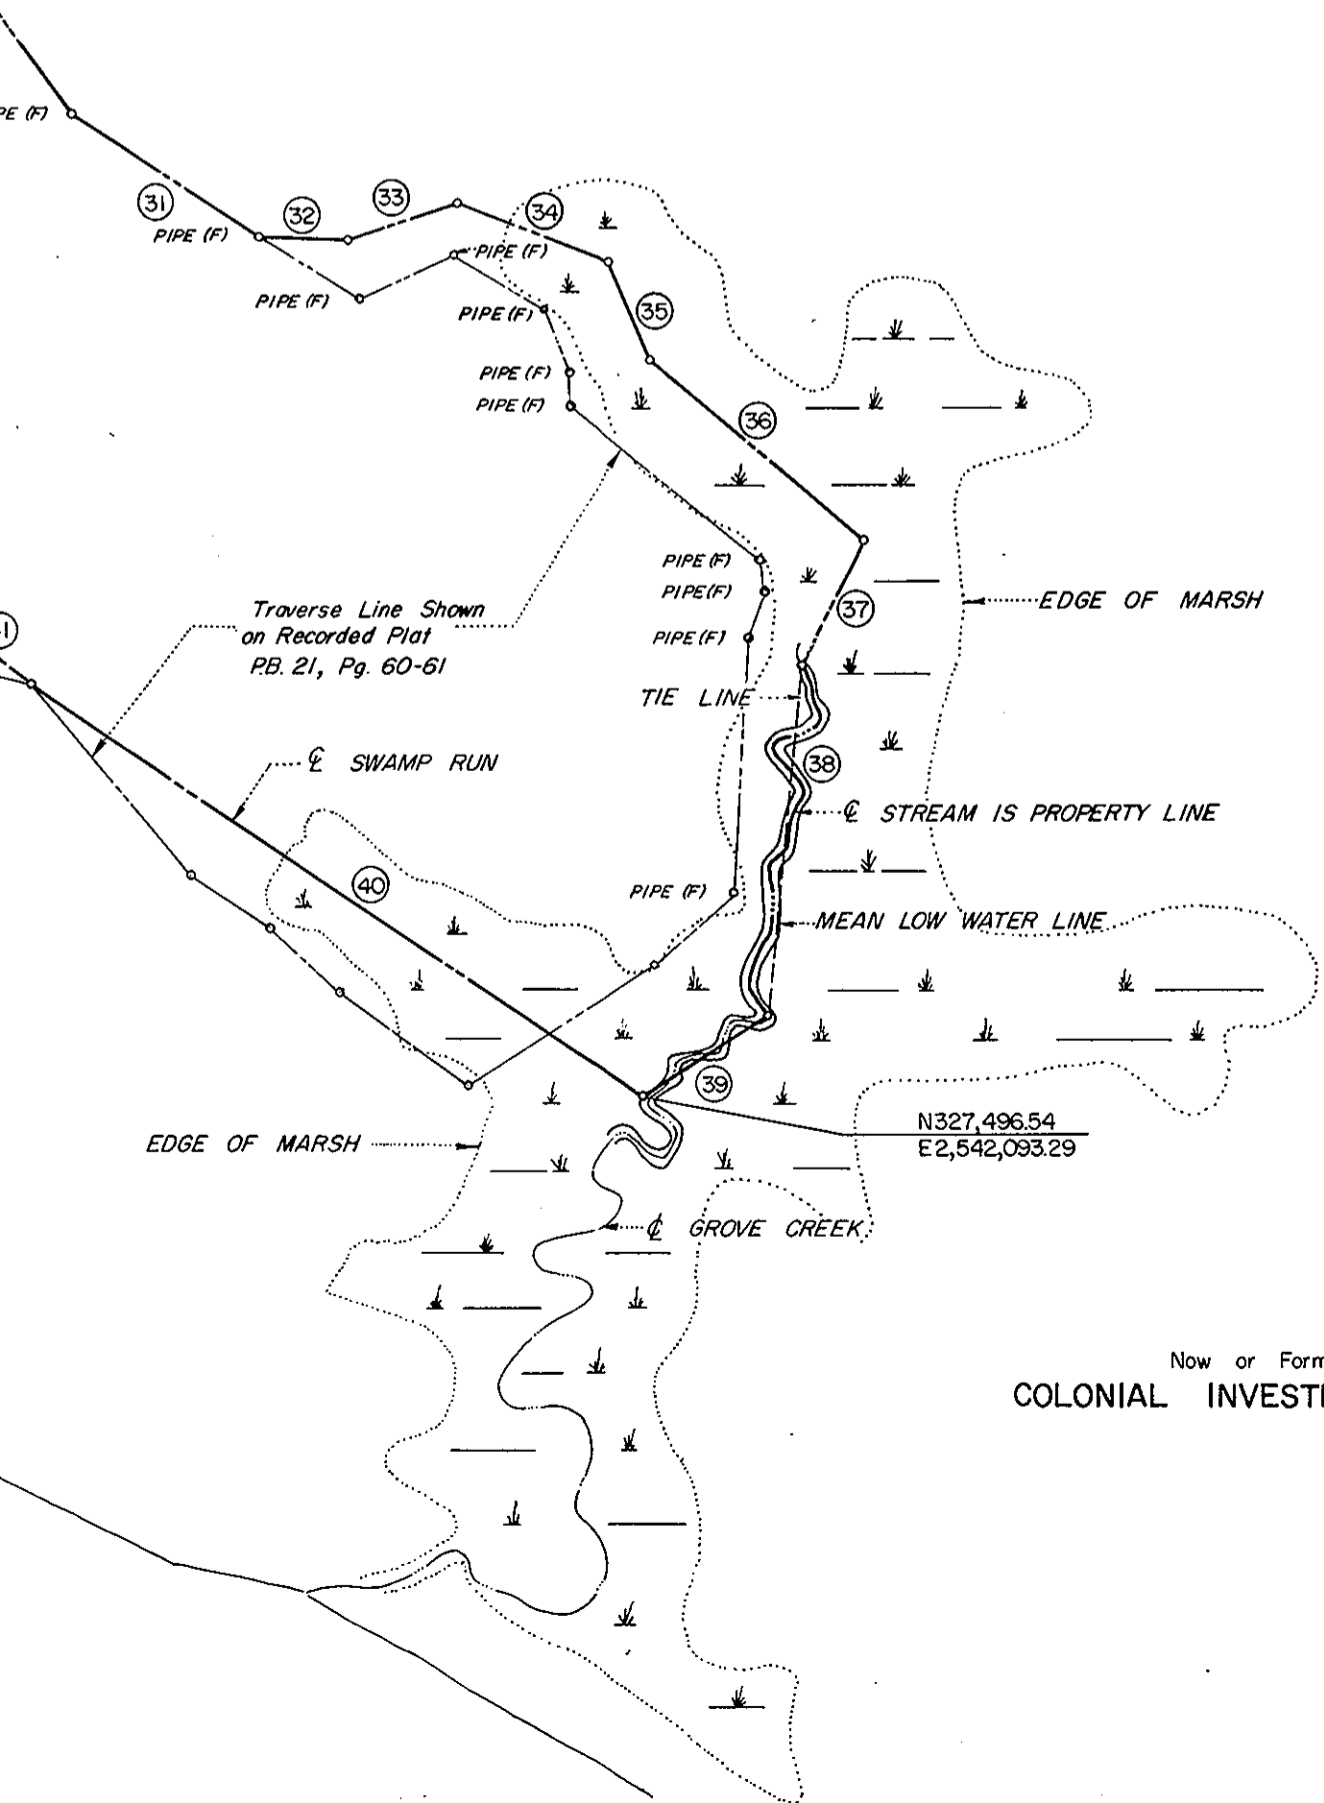 PE (F)
31
32
33
34
PIPE (F)
PIPE (F)
PIPE (F)
PIPE (F)
35
PIPE (F)
PIPE (F)
36
PIPE (F)
PIPE (F)
37
EDGE OF MARSH
Traverse Line Shown
on Recorded Plat
P.B. 21, Pg. 60-61
PIPE (F)
TIE LINE
℄ SWAMP RUN
38
℄ STREAM IS PROPERTY LINE
40
PIPE (F)
MEAN LOW WATER LINE
39
N327,496.54
E2,542,093.29
EDGE OF MARSH
℄ GROVE CREEK
Now or Form
COLONIAL INVEST